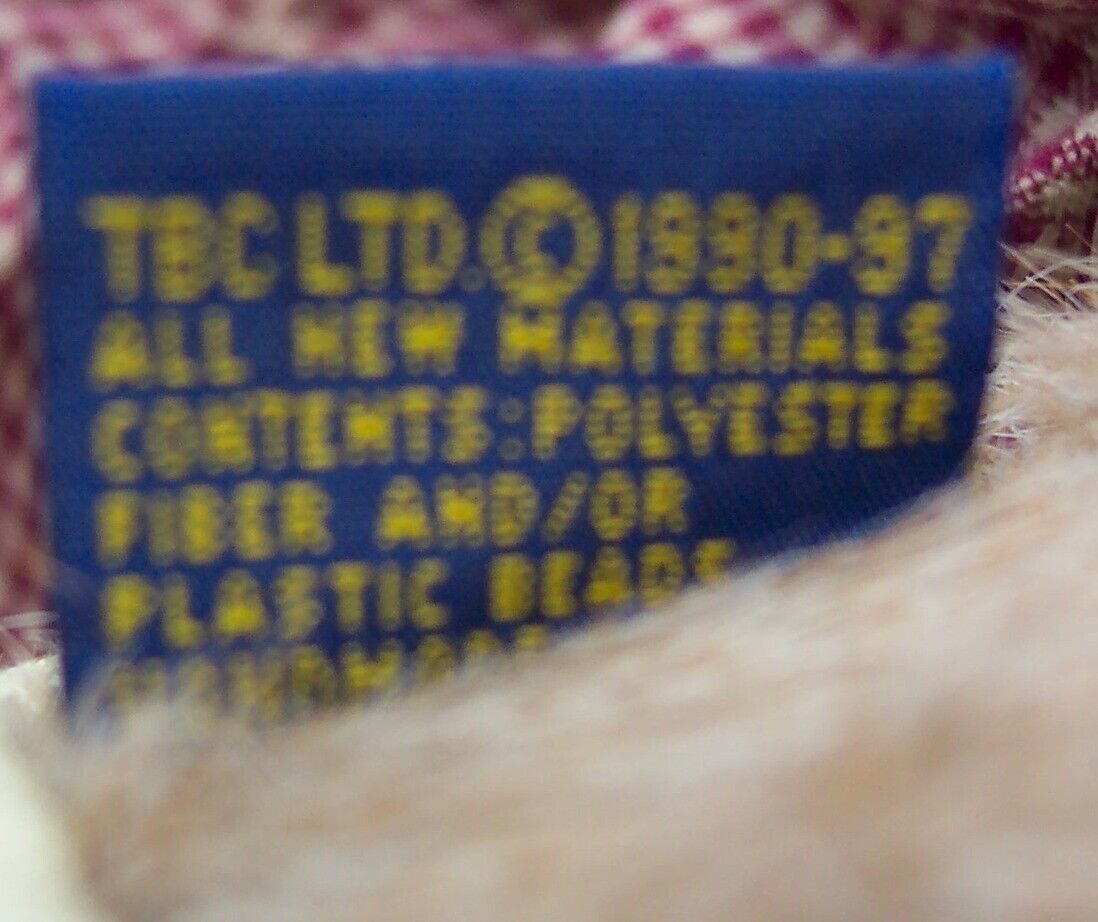 TBC LTD. © 1990-97
ALL NEW MATERIALS
CONTENTS: POLYESTER
FIBER AND/OR
PLASTIC BEADS